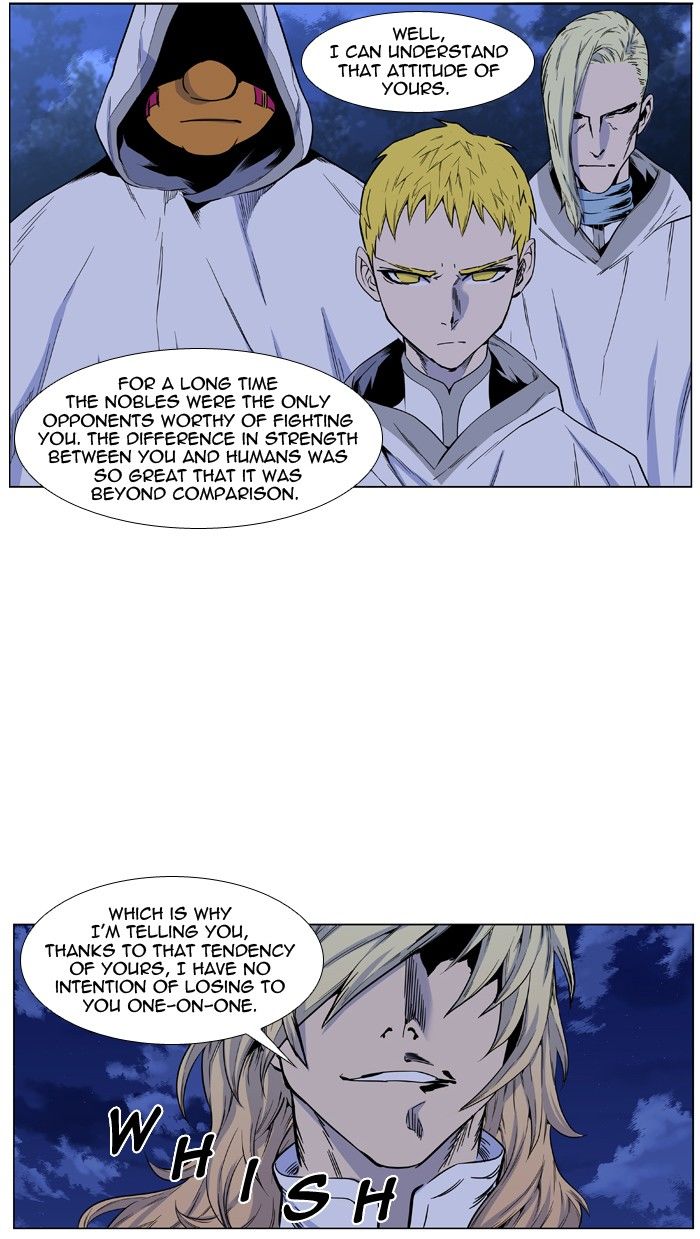 WELL,
I CAN UNDERSTAND
THAT ATTITUDE OF
YOURS.
FOR A LONG TIME
THE NOBLES WERE THE ONLY
OPPONENTS WORTHY OF FIGHTING
YOU. THE DIFFERENCE IN STRENGTH
BETWEEN YOU AND HUMANS WAS
SO GREAT THAT IT WAS
BEYOND COMPARISON.
WHICH IS WHY
I'M TELLING YOU,
THANKS TO THAT TENDENCY
OF YOURS, I HAVE NO
INTENTION OF LOSING TO
YOU ONE-ON-ONE.
WHISH